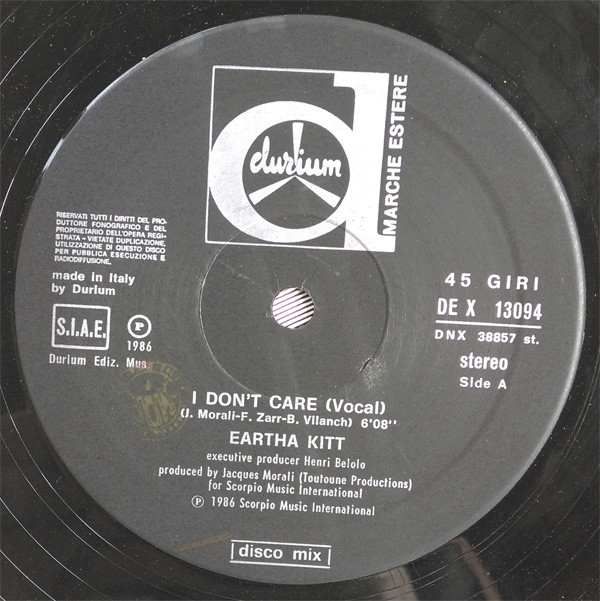 durium
MARCHE ESTERE
RISERVATI TUTTI I DIRITTI DEL PRO-
DUTTORE FONOGRAFICO E DEL
PROPRIETARIO DELL'OPERA REGI-
STRATA - VIETATE DUPLICAZIONE,
UTILIZZAZIONE DI QUESTO DISCO
PER PUBBLICA ESECUZIONE E
RADIODIFFUSIONE.
made in Italy
by Durium
S.I.A.E.
℗
1986
Durium Ediz. Mus
45 GIRI
DE X 13094
DNX 38857 st.
stereo
Side A
I DON'T CARE (Vocal)
(J. Morali-F. Zarr-B. Vilanch) 6'08''
EARTHA KITT
executive producer Henri Belolo
produced by Jacques Morali (Toutoune Productions)
for Scorpio Music International
℗ 1986 Scorpio Music International
disco mix